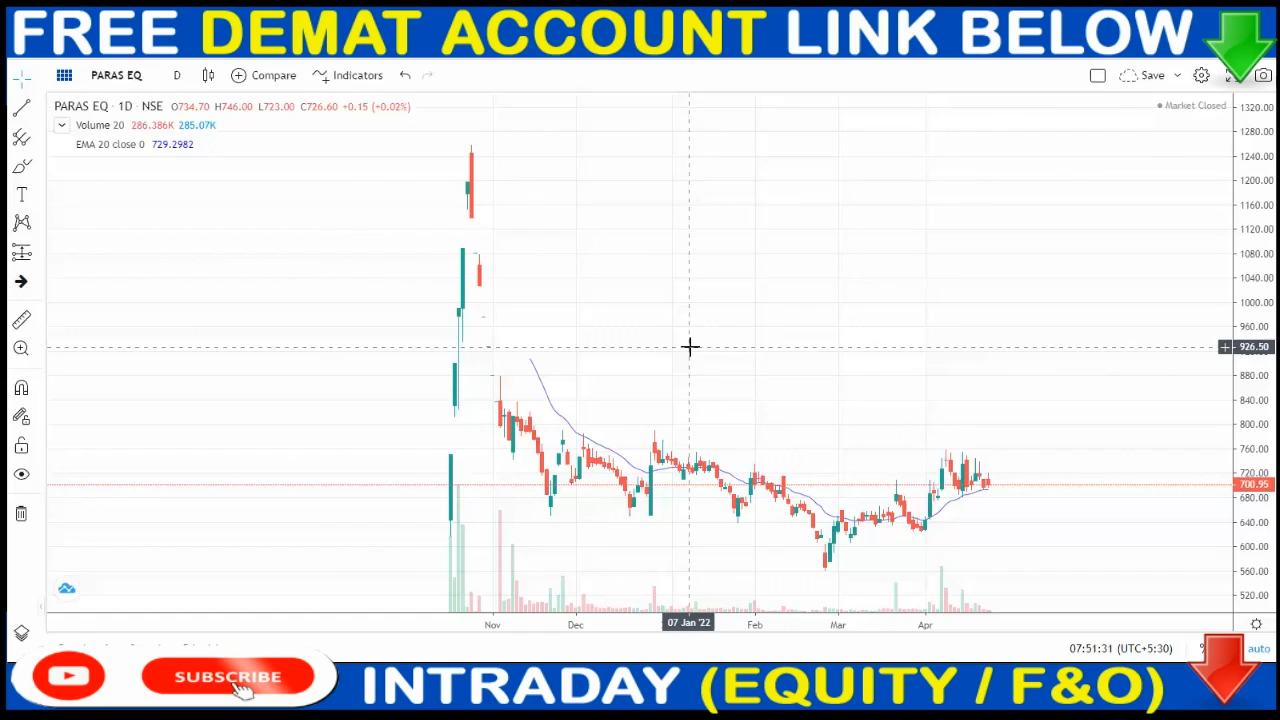 FREE DEMAT ACCOUNT LINK BELOW
PARAS EQ D Compare Indicators Save
PARAS EQ · 1D · NSE O734.70 H746.00 L723.00 C726.60 +0.15 (+0.02%)
Market Closed
Volume 20 286.386K 285.07K
EMA 20 close 0 729.2982
1320.00
1280.00
1240.00
1200.00
1160.00
1120.00
1080.00
1040.00
1000.00
960.00
926.50
880.00
840.00
800.00
760.00
720.00
700.95
680.00
640.00
600.00
560.00
520.00
Nov Dec 07 Jan '22 Feb Mar Apr
07:51:31 (UTC+5:30) % auto
SUBSCRIBE
INTRADAY (EQUITY / F&O)